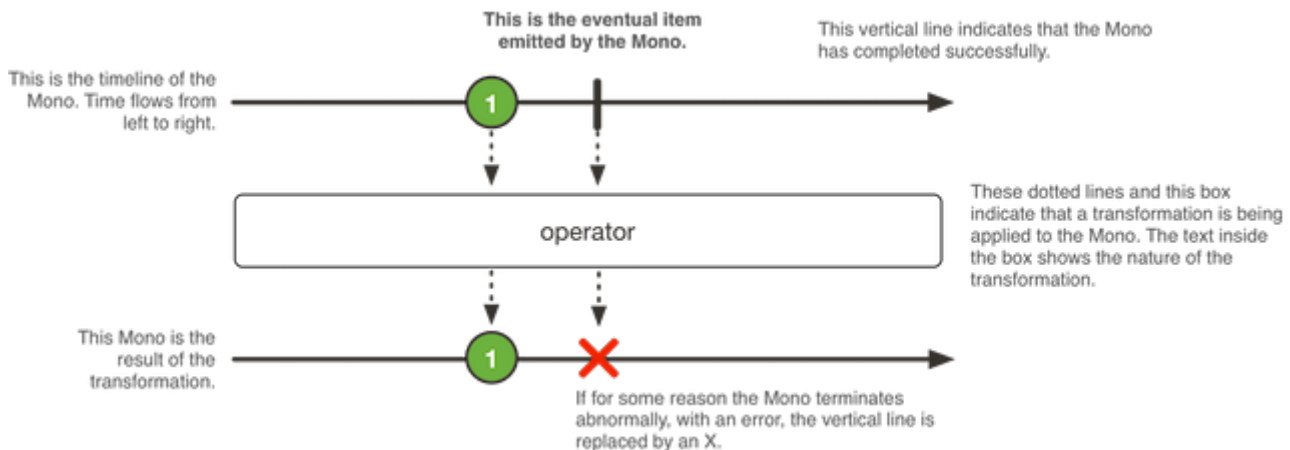 This is the eventual item
emitted by the Mono.
This vertical line indicates that the Mono
has completed successfully.
This is the timeline of the
Mono. Time flows from
left to right.
1
operator
These dotted lines and this box
indicate that a transformation is being
applied to the Mono. The text inside
the box shows the nature of the
transformation.
This Mono is the
result of the
transformation.
1
If for some reason the Mono terminates
abnormally, with an error, the vertical line is
replaced by an X.